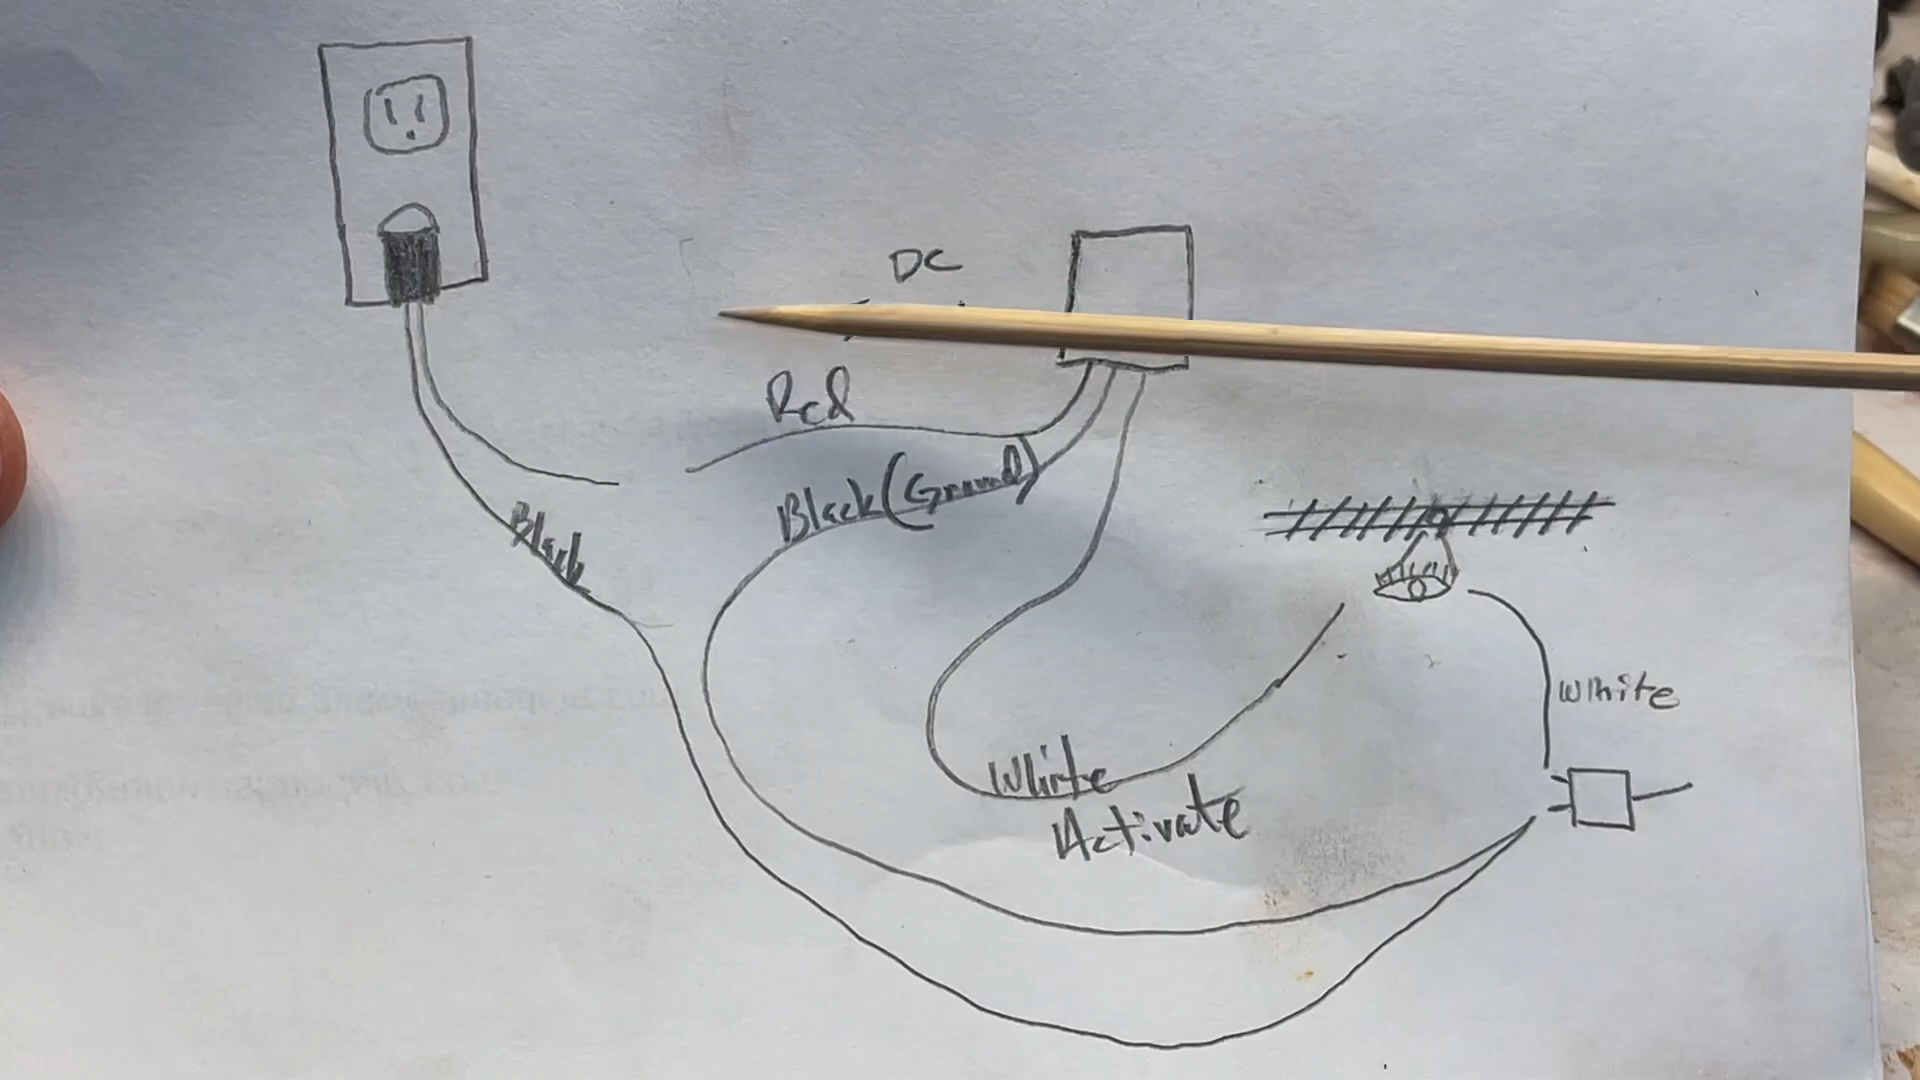 DC
Red
Black (Ground)
Black
White
White
Activate